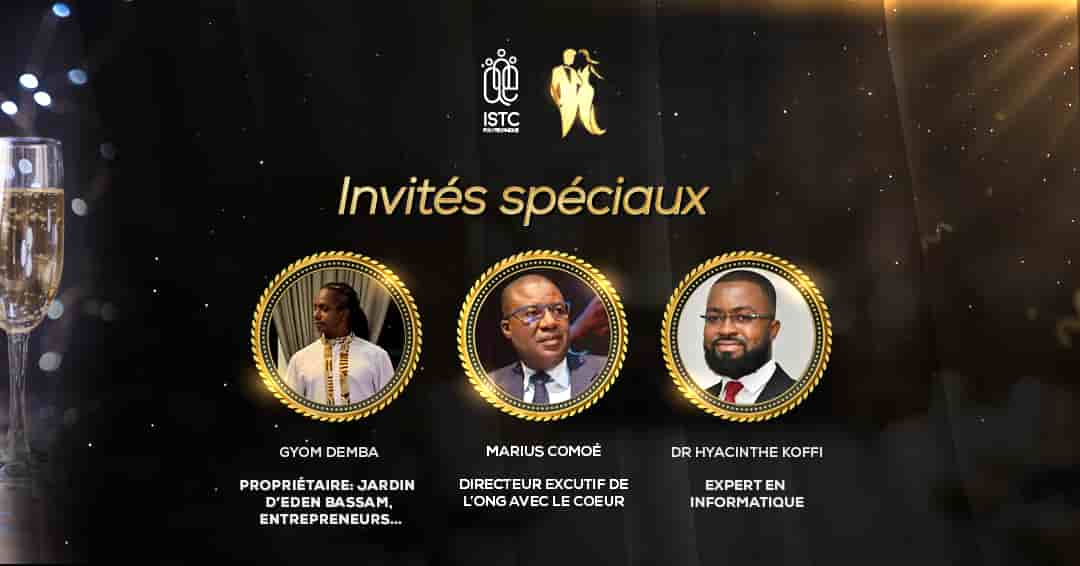 ISTC
POLYTECHNIQUE
Invités spéciaux
GYOM DEMBA
PROPRIÉTAIRE: JARDIN
D'EDEN BASSAM,
ENTREPRENEURS...
MARIUS COMOÉ
DIRECTEUR EXCUTIF DE
L'ONG AVEC LE COEUR
DR HYACINTHE KOFFI
EXPERT EN
INFORMATIQUE